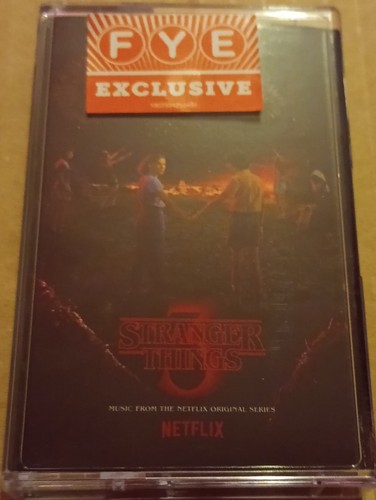 FYE
EXCLUSIVE
STRANGER
THINGS
3
MUSIC FROM THE NETFLIX ORIGINAL SERIES
NETFLIX